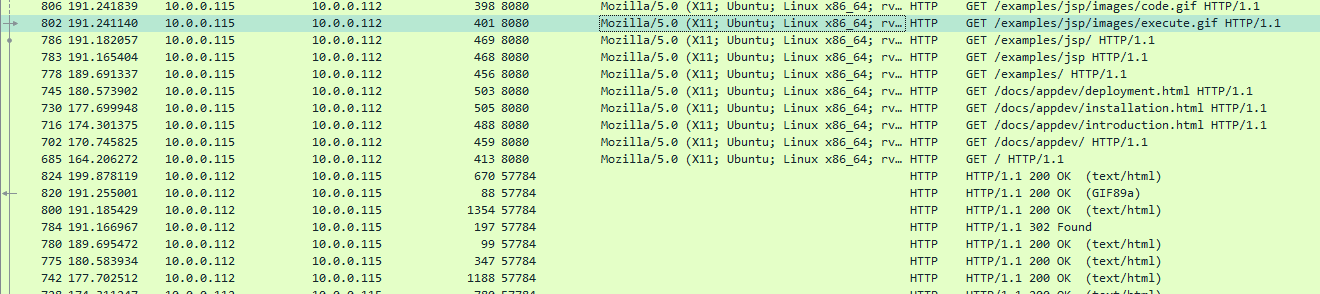 806 191.241839 10.0.0.115 10.0.0.112 398 8080 Mozilla/5.0 (X11; Ubuntu; Linux x86_64; rv… HTTP GET /examples/jsp/images/code.gif HTTP/1.1
802 191.241140 10.0.0.115 10.0.0.112 401 8080 Mozilla/5.0 (X11; Ubuntu; Linux x86_64; rv… HTTP GET /examples/jsp/images/execute.gif HTTP/1.1
786 191.182057 10.0.0.115 10.0.0.112 469 8080 Mozilla/5.0 (X11; Ubuntu; Linux x86_64; rv… HTTP GET /examples/jsp/ HTTP/1.1
783 191.165404 10.0.0.115 10.0.0.112 468 8080 Mozilla/5.0 (X11; Ubuntu; Linux x86_64; rv… HTTP GET /examples/jsp HTTP/1.1
778 189.691337 10.0.0.115 10.0.0.112 456 8080 Mozilla/5.0 (X11; Ubuntu; Linux x86_64; rv… HTTP GET /examples/ HTTP/1.1
745 180.573902 10.0.0.115 10.0.0.112 503 8080 Mozilla/5.0 (X11; Ubuntu; Linux x86_64; rv… HTTP GET /docs/appdev/deployment.html HTTP/1.1
730 177.699948 10.0.0.115 10.0.0.112 505 8080 Mozilla/5.0 (X11; Ubuntu; Linux x86_64; rv… HTTP GET /docs/appdev/installation.html HTTP/1.1
716 174.301375 10.0.0.115 10.0.0.112 488 8080 Mozilla/5.0 (X11; Ubuntu; Linux x86_64; rv… HTTP GET /docs/appdev/introduction.html HTTP/1.1
702 170.745825 10.0.0.115 10.0.0.112 459 8080 Mozilla/5.0 (X11; Ubuntu; Linux x86_64; rv… HTTP GET /docs/appdev/ HTTP/1.1
685 164.206272 10.0.0.115 10.0.0.112 413 8080 Mozilla/5.0 (X11; Ubuntu; Linux x86_64; rv… HTTP GET / HTTP/1.1
824 199.878119 10.0.0.112 10.0.0.115 670 57784 HTTP HTTP/1.1 200 OK (text/html)
820 191.255001 10.0.0.112 10.0.0.115 88 57784 HTTP HTTP/1.1 200 OK (GIF89a)
800 191.185429 10.0.0.112 10.0.0.115 1354 57784 HTTP HTTP/1.1 200 OK (text/html)
784 191.166967 10.0.0.112 10.0.0.115 197 57784 HTTP HTTP/1.1 302 Found
780 189.695472 10.0.0.112 10.0.0.115 99 57784 HTTP HTTP/1.1 200 OK (text/html)
775 180.583934 10.0.0.112 10.0.0.115 347 57784 HTTP HTTP/1.1 200 OK (text/html)
742 177.702512 10.0.0.112 10.0.0.115 1188 57784 HTTP HTTP/1.1 200 OK (text/html)
10.0.0.112 10.0.0.115 57784 HTTP HTTP/1.1 200 OK (text/html)